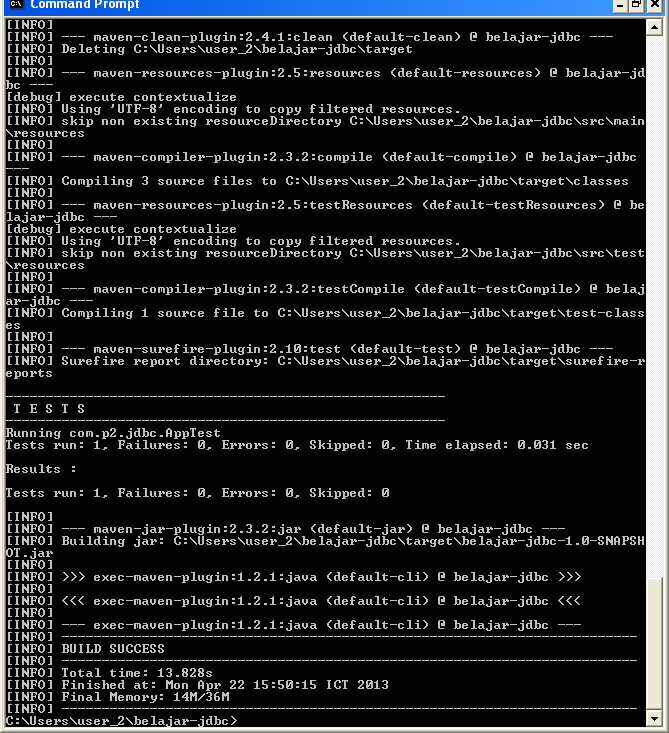 Command Prompt
[INFO]
[INFO] --- maven-clean-plugin:2.4.1:clean (default-clean) @ belajar-jdbc ---
[INFO] Deleting C:\Users\user_2\belajar-jdbc\target
[INFO]
[INFO] --- maven-resources-plugin:2.5:resources (default-resources) @ belajar-jd
bc ---
[debug] execute contextualize
[INFO] Using 'UTF-8' encoding to copy filtered resources.
[INFO] skip non existing resourceDirectory C:\Users\user_2\belajar-jdbc\src\main
\resources
[INFO]
[INFO] --- maven-compiler-plugin:2.3.2:compile (default-compile) @ belajar-jdbc
---
[INFO] Compiling 3 source files to C:\Users\user_2\belajar-jdbc\target\classes
[INFO]
[INFO] --- maven-resources-plugin:2.5:testResources (default-testResources) @ be
lajar-jdbc ---
[debug] execute contextualize
[INFO] Using 'UTF-8' encoding to copy filtered resources.
[INFO] skip non existing resourceDirectory C:\Users\user_2\belajar-jdbc\src\test
\resources
[INFO]
[INFO] --- maven-compiler-plugin:2.3.2:testCompile (default-testCompile) @ belaj
ar-jdbc ---
[INFO] Compiling 1 source file to C:\Users\user_2\belajar-jdbc\target\test-class
es
[INFO]
[INFO] --- maven-surefire-plugin:2.10:test (default-test) @ belajar-jdbc ---
[INFO] Surefire report directory: C:\Users\user_2\belajar-jdbc\target\surefire-r
eports
-------------------------------------------------------
T E S T S
-------------------------------------------------------
Running com.p2.jdbc.AppTest
Tests run: 1, Failures: 0, Errors: 0, Skipped: 0, Time elapsed: 0.031 sec
Results :
Tests run: 1, Failures: 0, Errors: 0, Skipped: 0
[INFO]
[INFO] --- maven-jar-plugin:2.3.2:jar (default-jar) @ belajar-jdbc ---
[INFO] Building jar: C:\Users\user_2\belajar-jdbc\target\belajar-jdbc-1.0-SNAPSH
OT.jar
[INFO]
[INFO] >>> exec-maven-plugin:1.2.1:java (default-cli) @ belajar-jdbc >>>
[INFO]
[INFO] <<< exec-maven-plugin:1.2.1:java (default-cli) @ belajar-jdbc <<<
[INFO]
[INFO] --- exec-maven-plugin:1.2.1:java (default-cli) @ belajar-jdbc ---
[INFO] ------------------------------------------------------------------------
[INFO] BUILD SUCCESS
[INFO] ------------------------------------------------------------------------
[INFO] Total time: 13.828s
[INFO] Finished at: Mon Apr 22 15:50:15 ICT 2013
[INFO] Final Memory: 14M/36M
[INFO] ------------------------------------------------------------------------
C:\Users\user_2\belajar-jdbc>